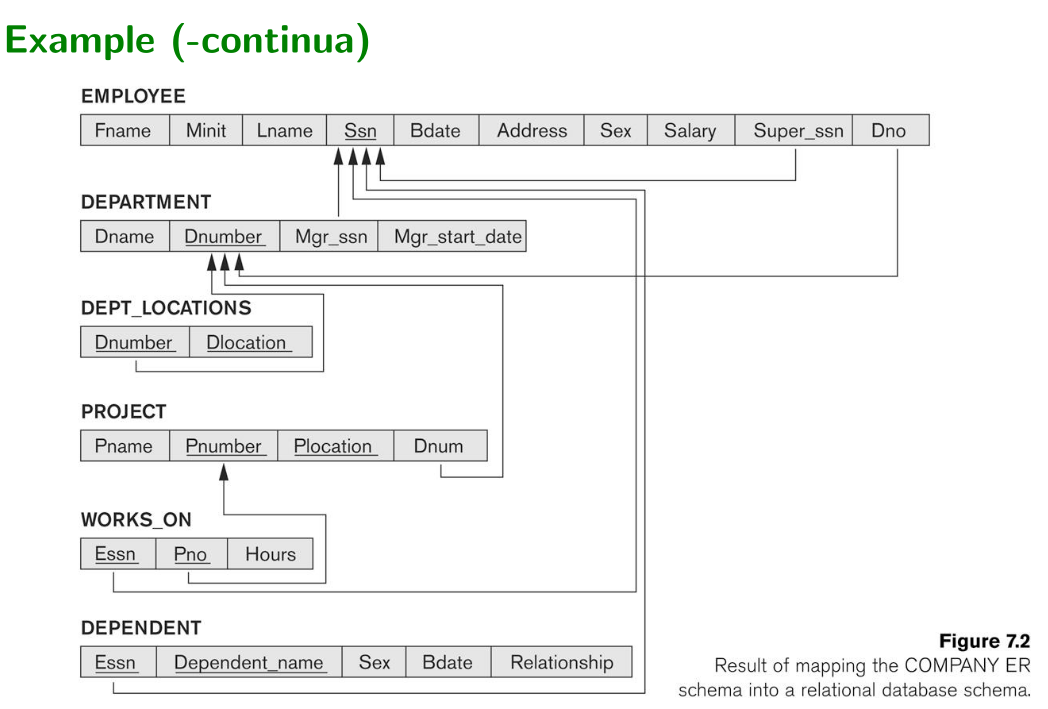 Example (-continua)
EMPLOYEE
Fname Minit Lname Ssn Bdate Address Sex Salary Super_ssn Dno
DEPARTMENT
Dname Dnumber Mgr_ssn Mgr_start_date
DEPT_LOCATIONS
Dnumber Dlocation
PROJECT
Pname Pnumber Plocation Dnum
WORKS_ON
Essn Pno Hours
DEPENDENT
Essn Dependent_name Sex Bdate Relationship
Figure 7.2
Result of mapping the COMPANY ER
schema into a relational database schema.